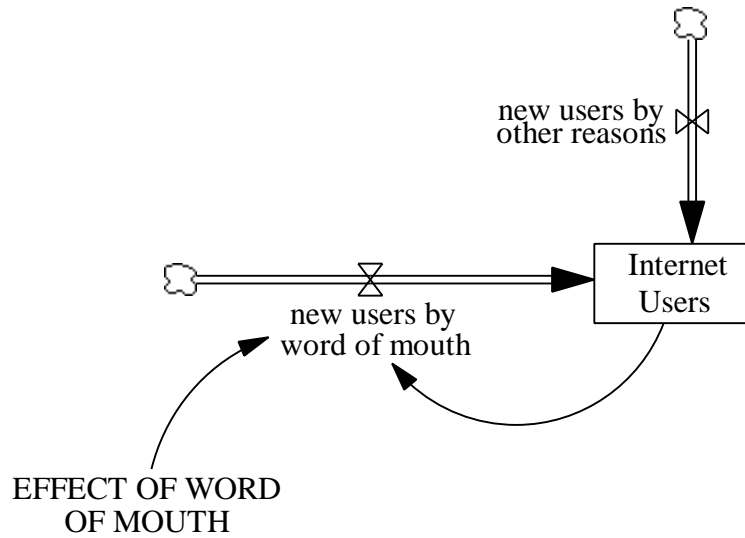 new users by
other reasons
Internet
Users
new users by
word of mouth
EFFECT OF WORD
OF MOUTH